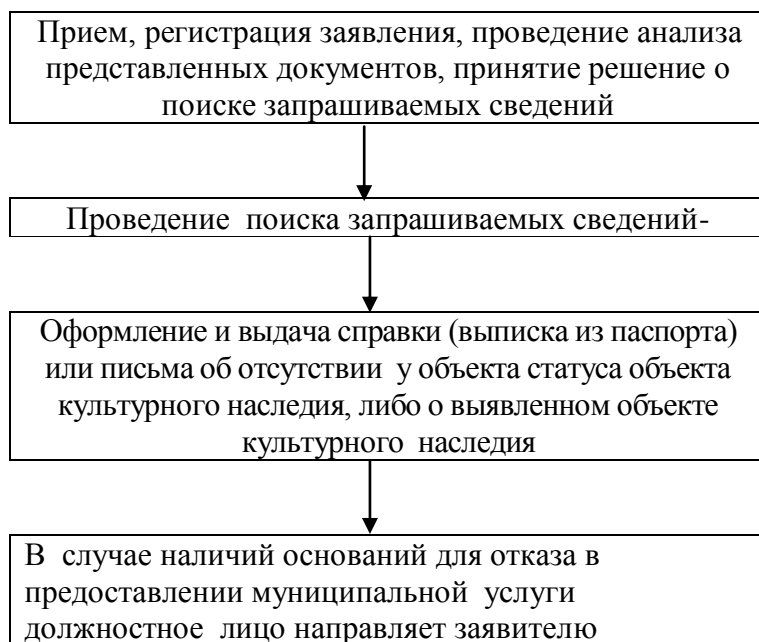 Прием, регистрация заявления, проведение анализа
представленных документов, принятие решение о
поиске запрашиваемых сведений
Проведение поиска запрашиваемых сведений-
Оформление и выдача справки (выписка из паспорта)
или письма об отсутствии у объекта статуса объекта
культурного наследия, либо о выявленном объекте
культурного наследия
В случае наличий оснований для отказа в
предоставлении муниципальной услуги
должностное лицо направляет заявителю